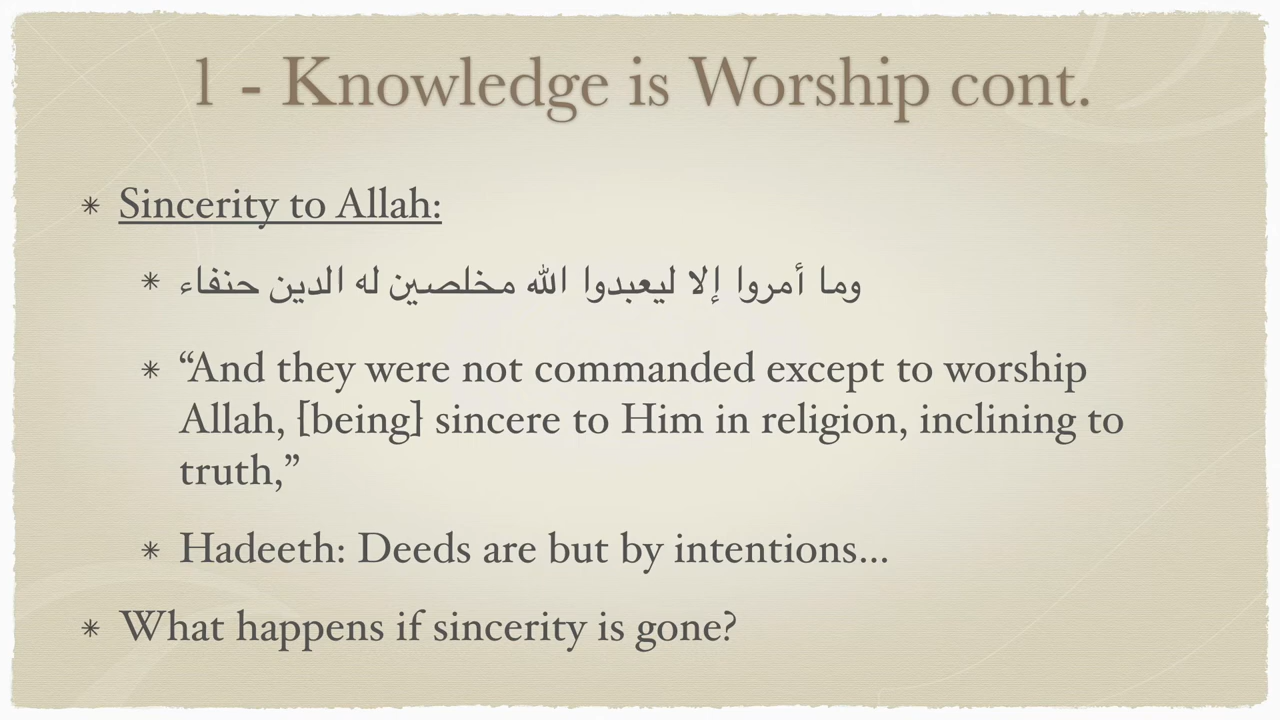 1 - Knowledge is Worship cont.
Sincerity to Allah:
وما أمروا إلا ليعبدوا الله مخلصين له الدين حنفاء
“And they were not commanded except to worship
Allah, [being] sincere to Him in religion, inclining to
truth,”
Hadeeth: Deeds are but by intentions...
What happens if sincerity is gone?